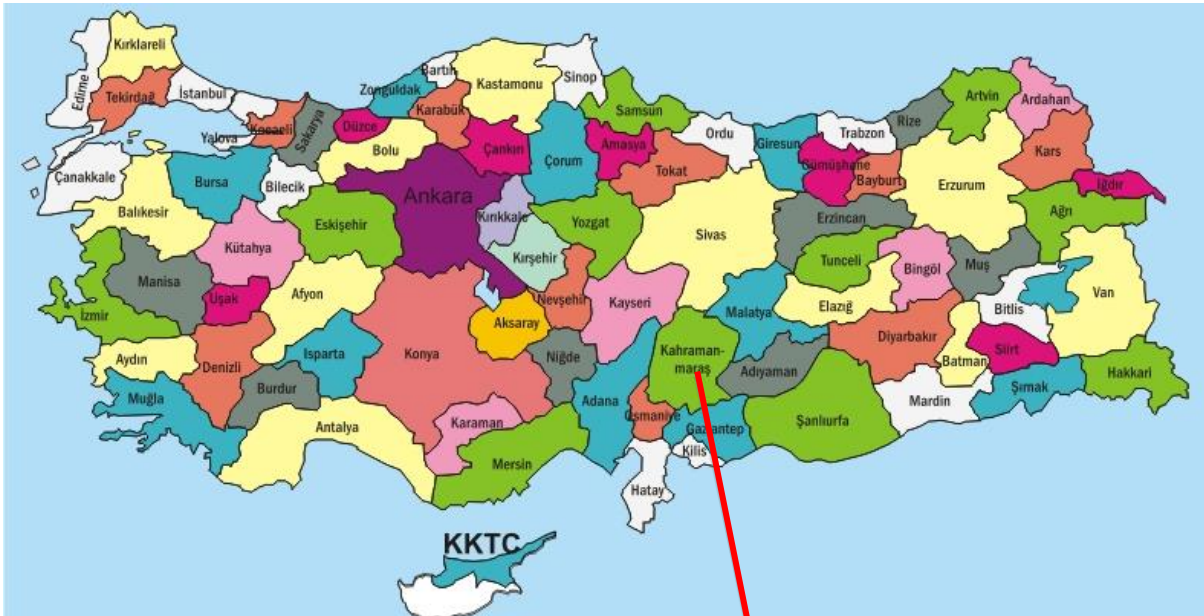 Kırklareli
Edirne
Tekirdağ
İstanbul
Yalova
Kocaeli
Sakarya
Düzce
Zonguldak
Bartın
Karabük
Kastamonu
Sinop
Samsun
Ordu
Giresun
Trabzon
Rize
Artvin
Ardahan
Kars
Iğdır
Çanakkale
Balıkesir
Bursa
Bilecik
Bolu
Çankırı
Çorum
Amasya
Tokat
Gümüşhane
Bayburt
Erzurum
Ağrı
Ankara
Kırıkkale
Eskişehir
Kütahya
Yozgat
Kırşehir
Sivas
Erzincan
Tunceli
Bingöl
Muş
Bitlis
Van
Manisa
İzmir
Uşak
Afyon
Aksaray
Nevşehir
Kayseri
Malatya
Elazığ
Diyarbakır
Batman
Siirt
Aydın
Denizli
Isparta
Burdur
Konya
Niğde
Kahraman-
maraş
Adıyaman
Mardin
Şırnak
Hakkari
Muğla
Antalya
Karaman
Mersin
Adana
Osmaniye
Gaziantep
Kilis
Şanlıurfa
Hatay
KKTC